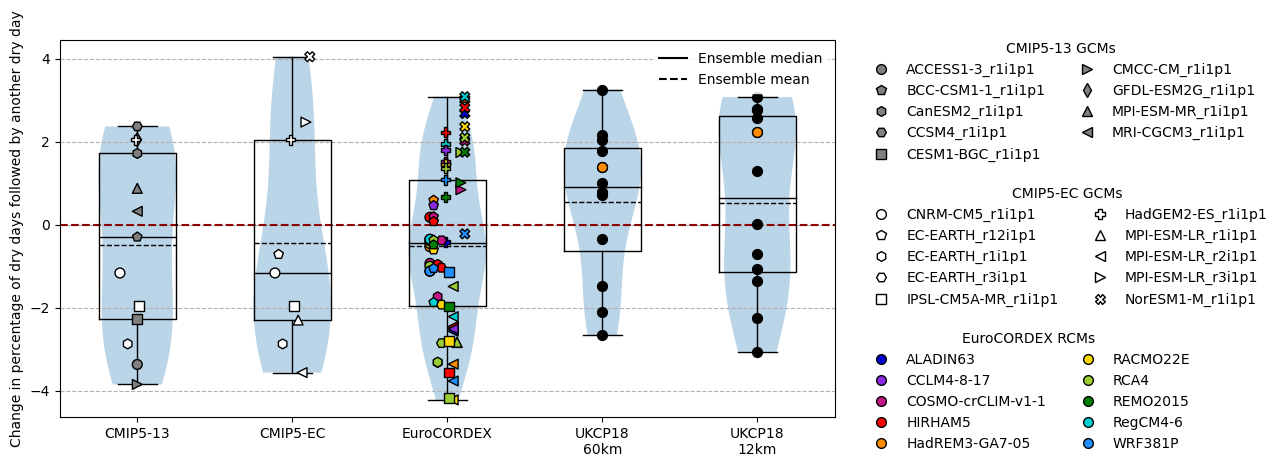 Change in percentage of dry days followed by another dry day
4
2
0
−2
−4
CMIP5-13
CMIP5-EC
EuroCORDEX
UKCP18
60km
UKCP18
12km
Ensemble median
Ensemble mean
CMIP5-13 GCMs
ACCESS1-3_r1i1p1
BCC-CSM1-1_r1i1p1
CanESM2_r1i1p1
CCSM4_r1i1p1
CESM1-BGC_r1i1p1
CMCC-CM_r1i1p1
GFDL-ESM2G_r1i1p1
MPI-ESM-MR_r1i1p1
MRI-CGCM3_r1i1p1
CMIP5-EC GCMs
CNRM-CM5_r1i1p1
EC-EARTH_r12i1p1
EC-EARTH_r1i1p1
EC-EARTH_r3i1p1
IPSL-CM5A-MR_r1i1p1
HadGEM2-ES_r1i1p1
MPI-ESM-LR_r1i1p1
MPI-ESM-LR_r2i1p1
MPI-ESM-LR_r3i1p1
NorESM1-M_r1i1p1
EuroCORDEX RCMs
ALADIN63
CCLM4-8-17
COSMO-crCLIM-v1-1
HIRHAM5
HadREM3-GA7-05
RACMO22E
RCA4
REMO2015
RegCM4-6
WRF381P